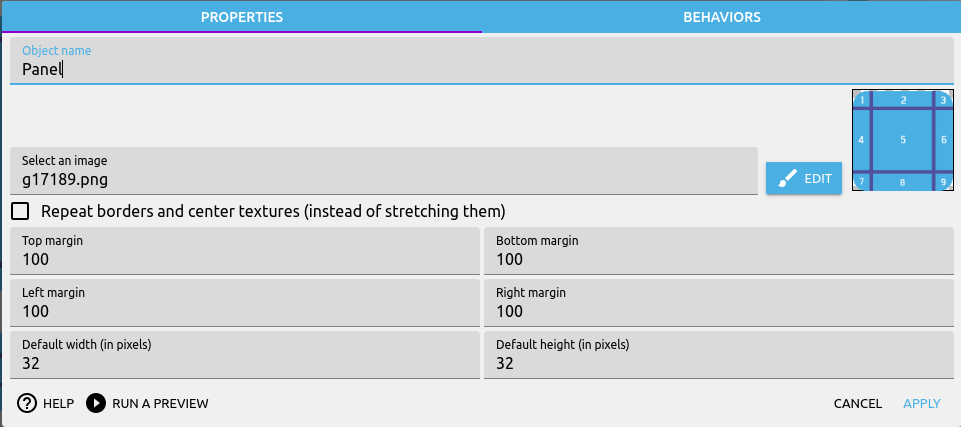 PROPERTIES BEHAVIORS
Object name
Panel
1 2 3
4 5 6
7 8 9
Select an image
g17189.png
EDIT
Repeat borders and center textures (instead of stretching them)
Top margin Bottom margin
100 100
Left margin Right margin
100 100
Default width (in pixels) Default height (in pixels)
32 32
HELP RUN A PREVIEW CANCEL APPLY